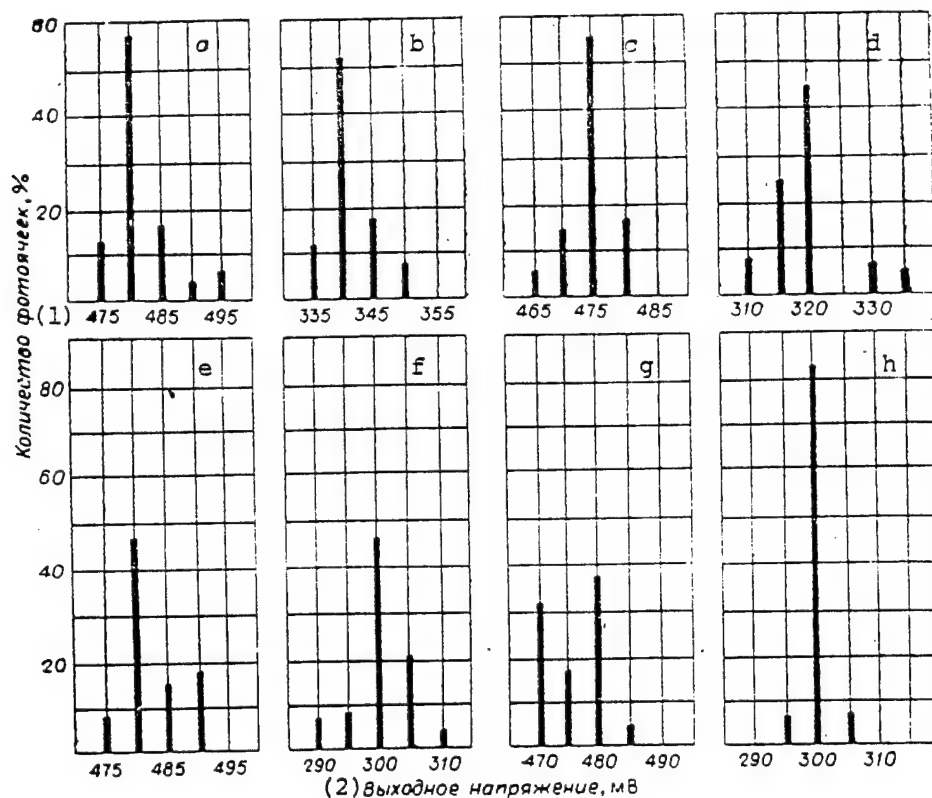 60 a b c d
40
20
(1) 475 485 495 335 345 355 465 475 485 310 320 330
Количество фотоячеек, %
e f g h
80
60
40
20
475 485 495 290 300 310 470 480 490 290 300 310
(2) Выходное напряжение, мВ